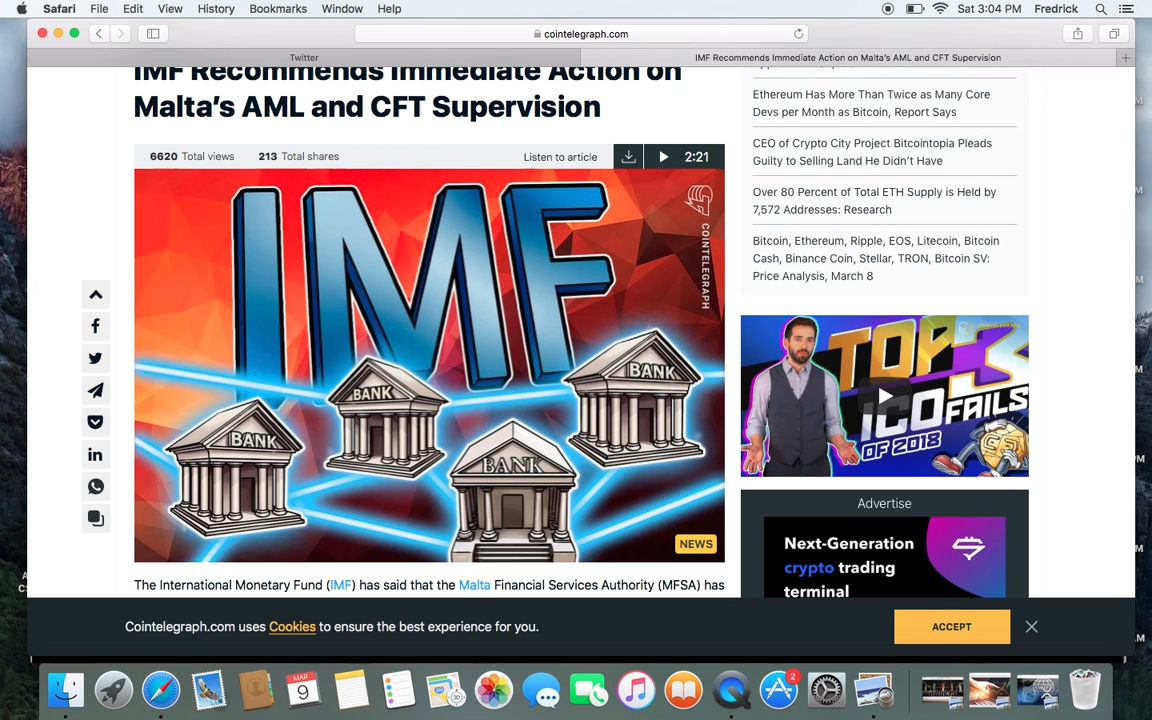 Safari File Edit View History Bookmarks Window Help Sat 3:04 PM Fredrick
cointelegraph.com
Twitter
IMF Recommends Immediate Action on Malta's AML and CFT Supervision
IMF Recommends Immediate Action on
Malta's AML and CFT Supervision
6620 Total views 213 Total shares Listen to article 2:21
IMF
COINTELEGRAPH
BANK
BANK
BANK
BANK
NEWS
The International Monetary Fund (IMF) has said that the Malta Financial Services Authority (MFSA) has
Ethereum Has More Than Twice as Many Core
Devs per Month as Bitcoin, Report Says
CEO of Crypto City Project Bitcointopia Pleads
Guilty to Selling Land He Didn't Have
Over 80 Percent of Total ETH Supply is Held by
7,572 Addresses: Research
Bitcoin, Ethereum, Ripple, EOS, Litecoin, Bitcoin
Cash, Binance Coin, Stellar, TRON, Bitcoin SV:
Price Analysis, March 8
TOP 3
ICO FAILS
OF 2018
Advertise
Next-Generation
crypto trading
terminal
Cointelegraph.com uses Cookies to ensure the best experience for you.
ACCEPT
MAR
9
2